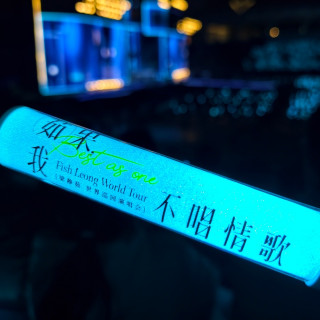 如果
Just as one
我
Fish Leong World Tour
(梁靜茹 世界巡迴演唱會)
不唱情歌